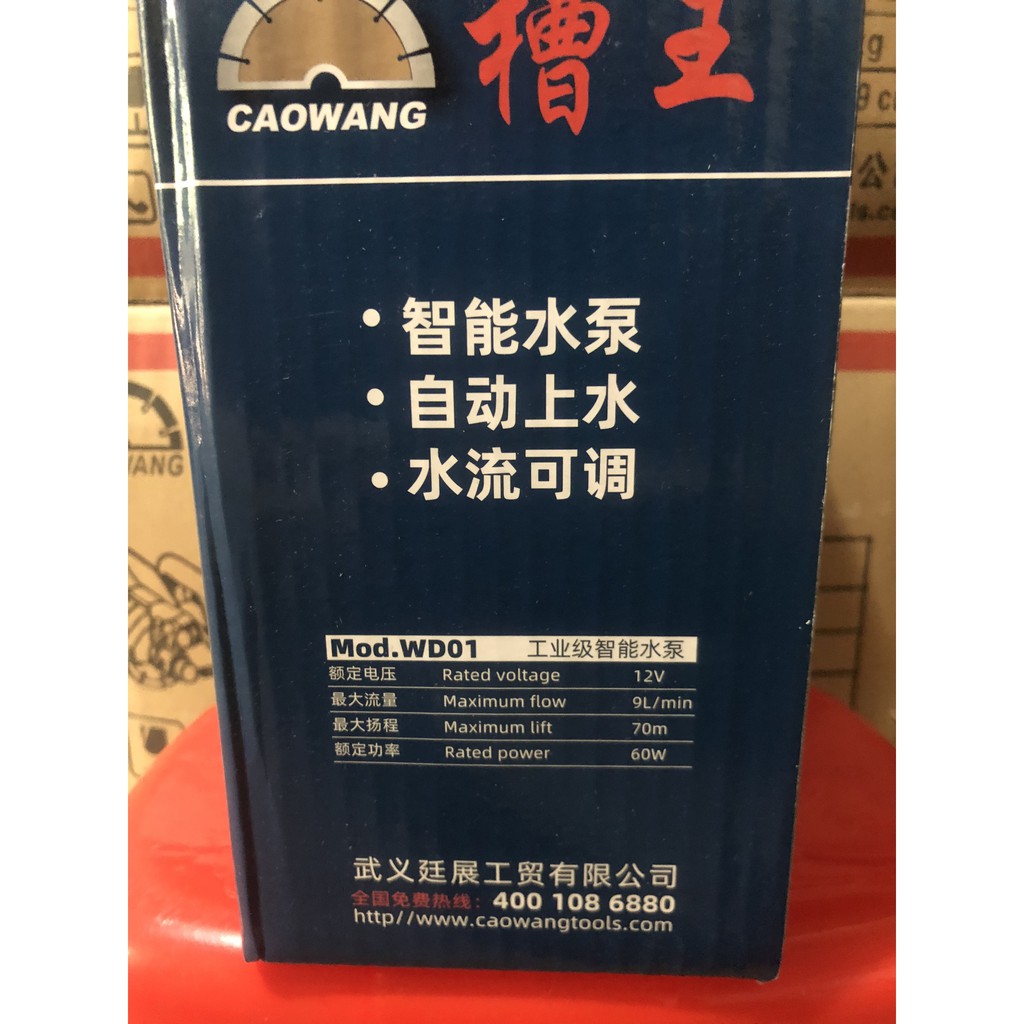 槽王
CAOWANG
• 智能水泵
• 自动上水
• 水流可调
Mod.WD01 工业级智能水泵
额定电压 Rated voltage 12V
最大流量 Maximum flow 9L/min
最大扬程 Maximum lift 70m
额定功率 Rated power 60W
武义廷展工贸有限公司
全国免费热线：400 108 6880
http//www.caowangtools.com